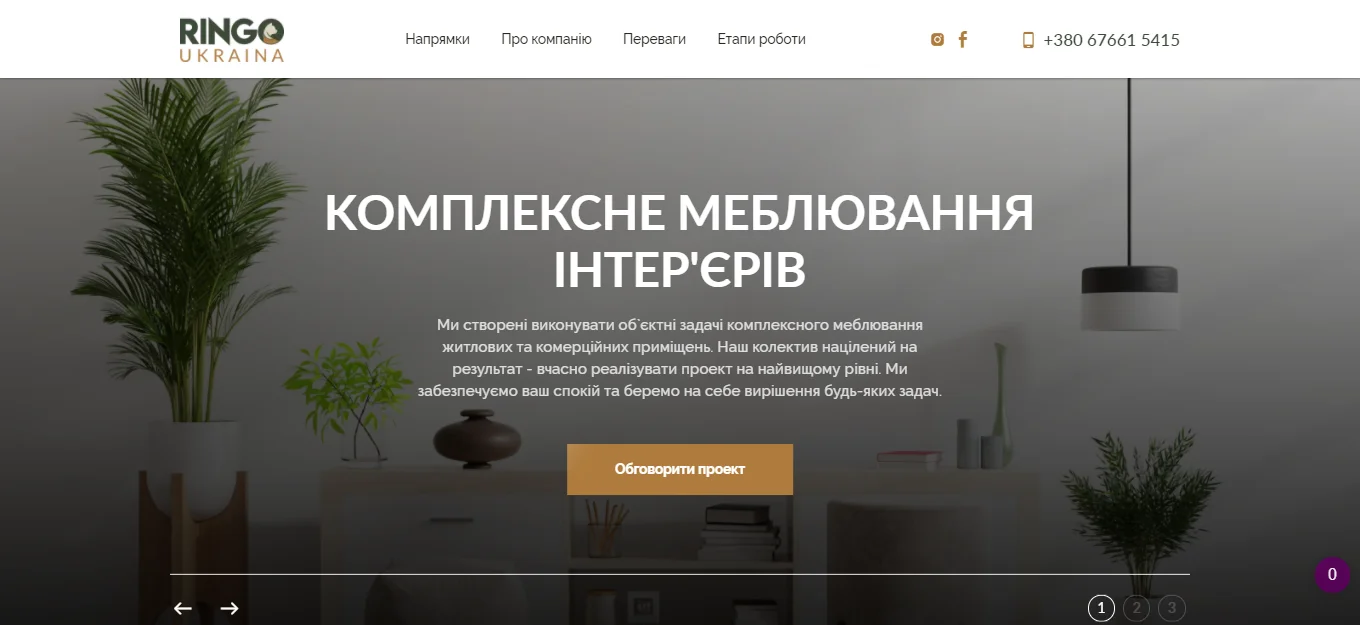 RINGO
UKRAINA
Напрямки
Про компанію
Переваги
Етапи роботи
+380 67661 5415
КОМПЛЕКСНЕ МЕБЛЮВАННЯ
ІНТЕР'ЄРІВ
Ми створені виконувати об`єктні задачі комплексного меблювання
житлових та комерційних приміщень. Наш колектив націлений на
результат - вчасно реалізувати проект на найвищому рівні. Ми
забезпечуємо ваш спокій та беремо на себе вирішення будь-яких задач.
Обговорити проект
0
1 2 3